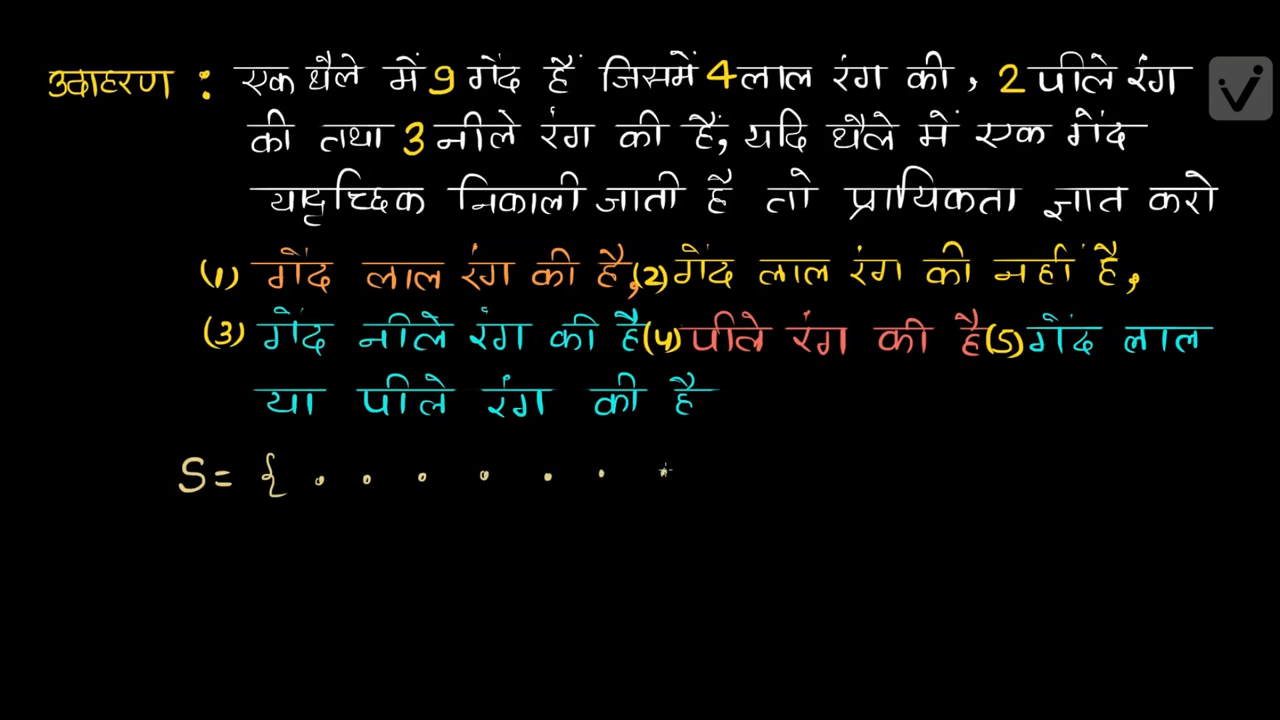 उदाहरण : एक थैले में 9 गेंद हैं जिसमें 4 लाल रंग की , 2 पीले रंग
की तथा 3 नीले रंग की हैं, यदि थैले में एक गेंद
यादृच्छिक निकाली जाती है तो प्रायिकता ज्ञात करो
(1) गेंद लाल रंग की है, (2) गेंद लाल रंग की नहीं है,
(3) गेंद नीले रंग की है (4) पीले रंग की है (5) गेंद लाल
या पीले रंग की है
S = { . . . . . . .